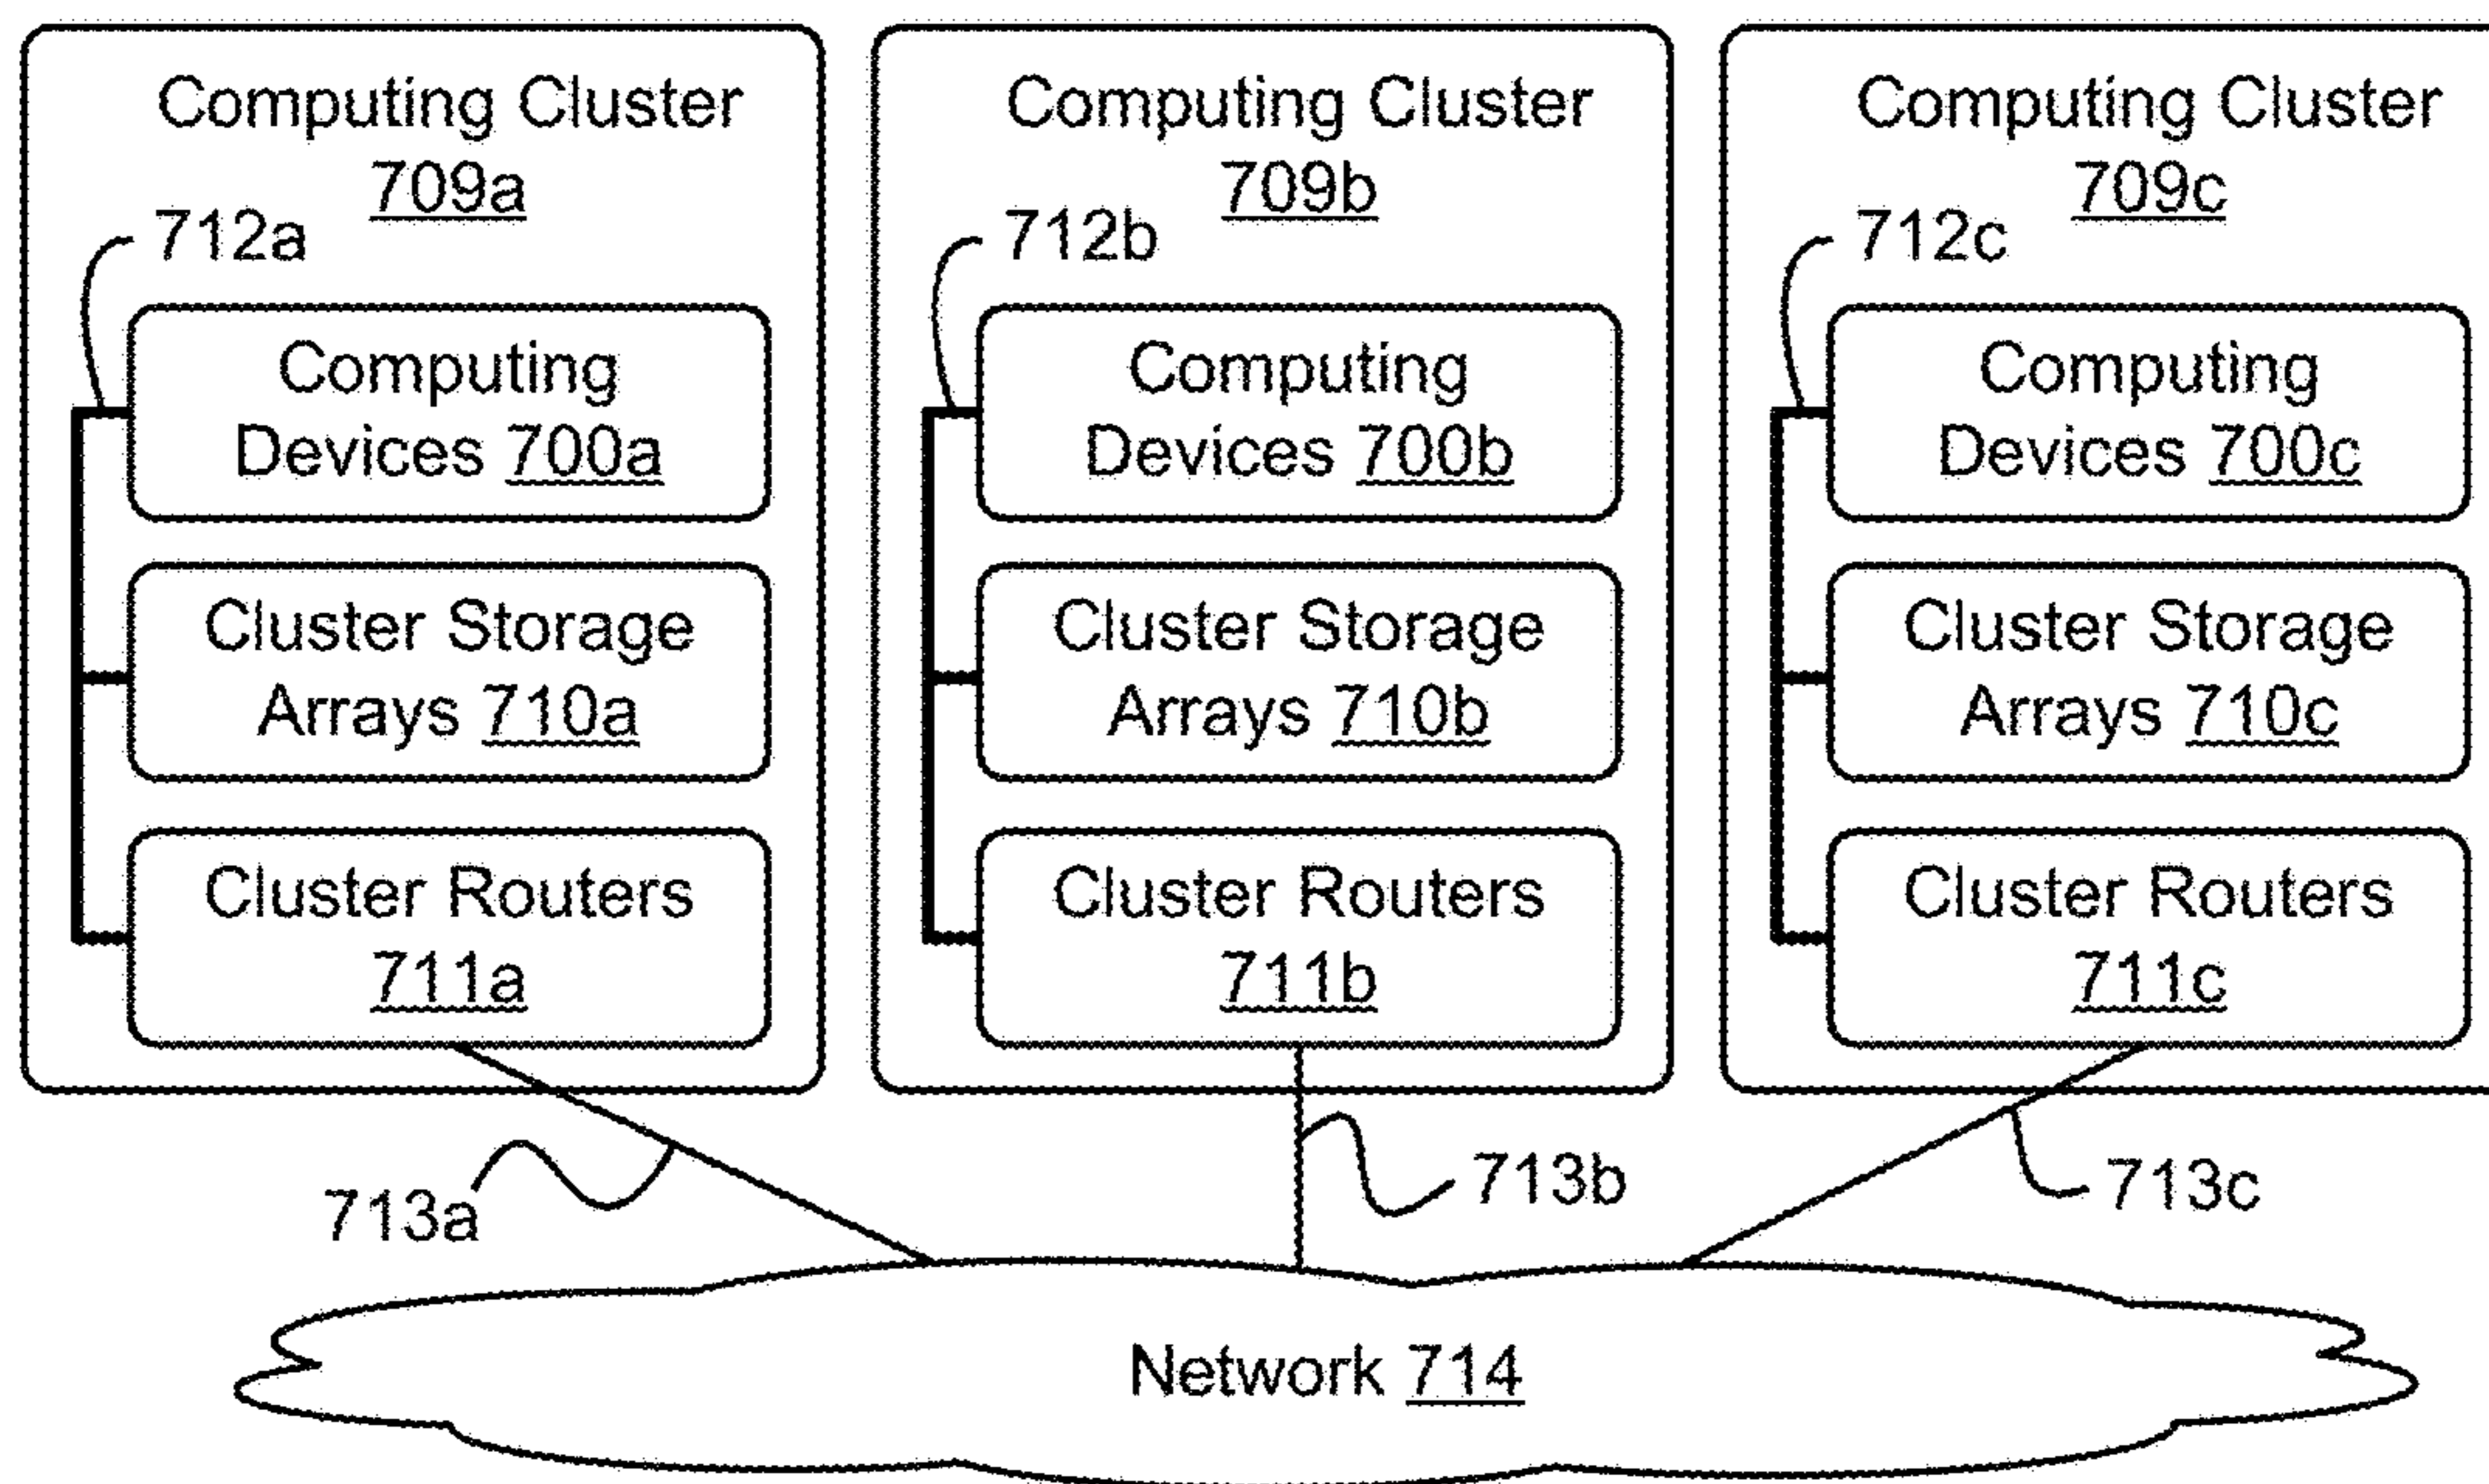 Computing Cluster
709a
712a
Computing
Devices 700a
Cluster Storage
Arrays 710a
Cluster Routers
711a
Computing Cluster
709b
712b
Computing
Devices 700b
Cluster Storage
Arrays 710b
Cluster Routers
711b
Computing Cluster
709c
712c
Computing
Devices 700c
Cluster Storage
Arrays 710c
Cluster Routers
711c
713a
713b
713c
Network 714